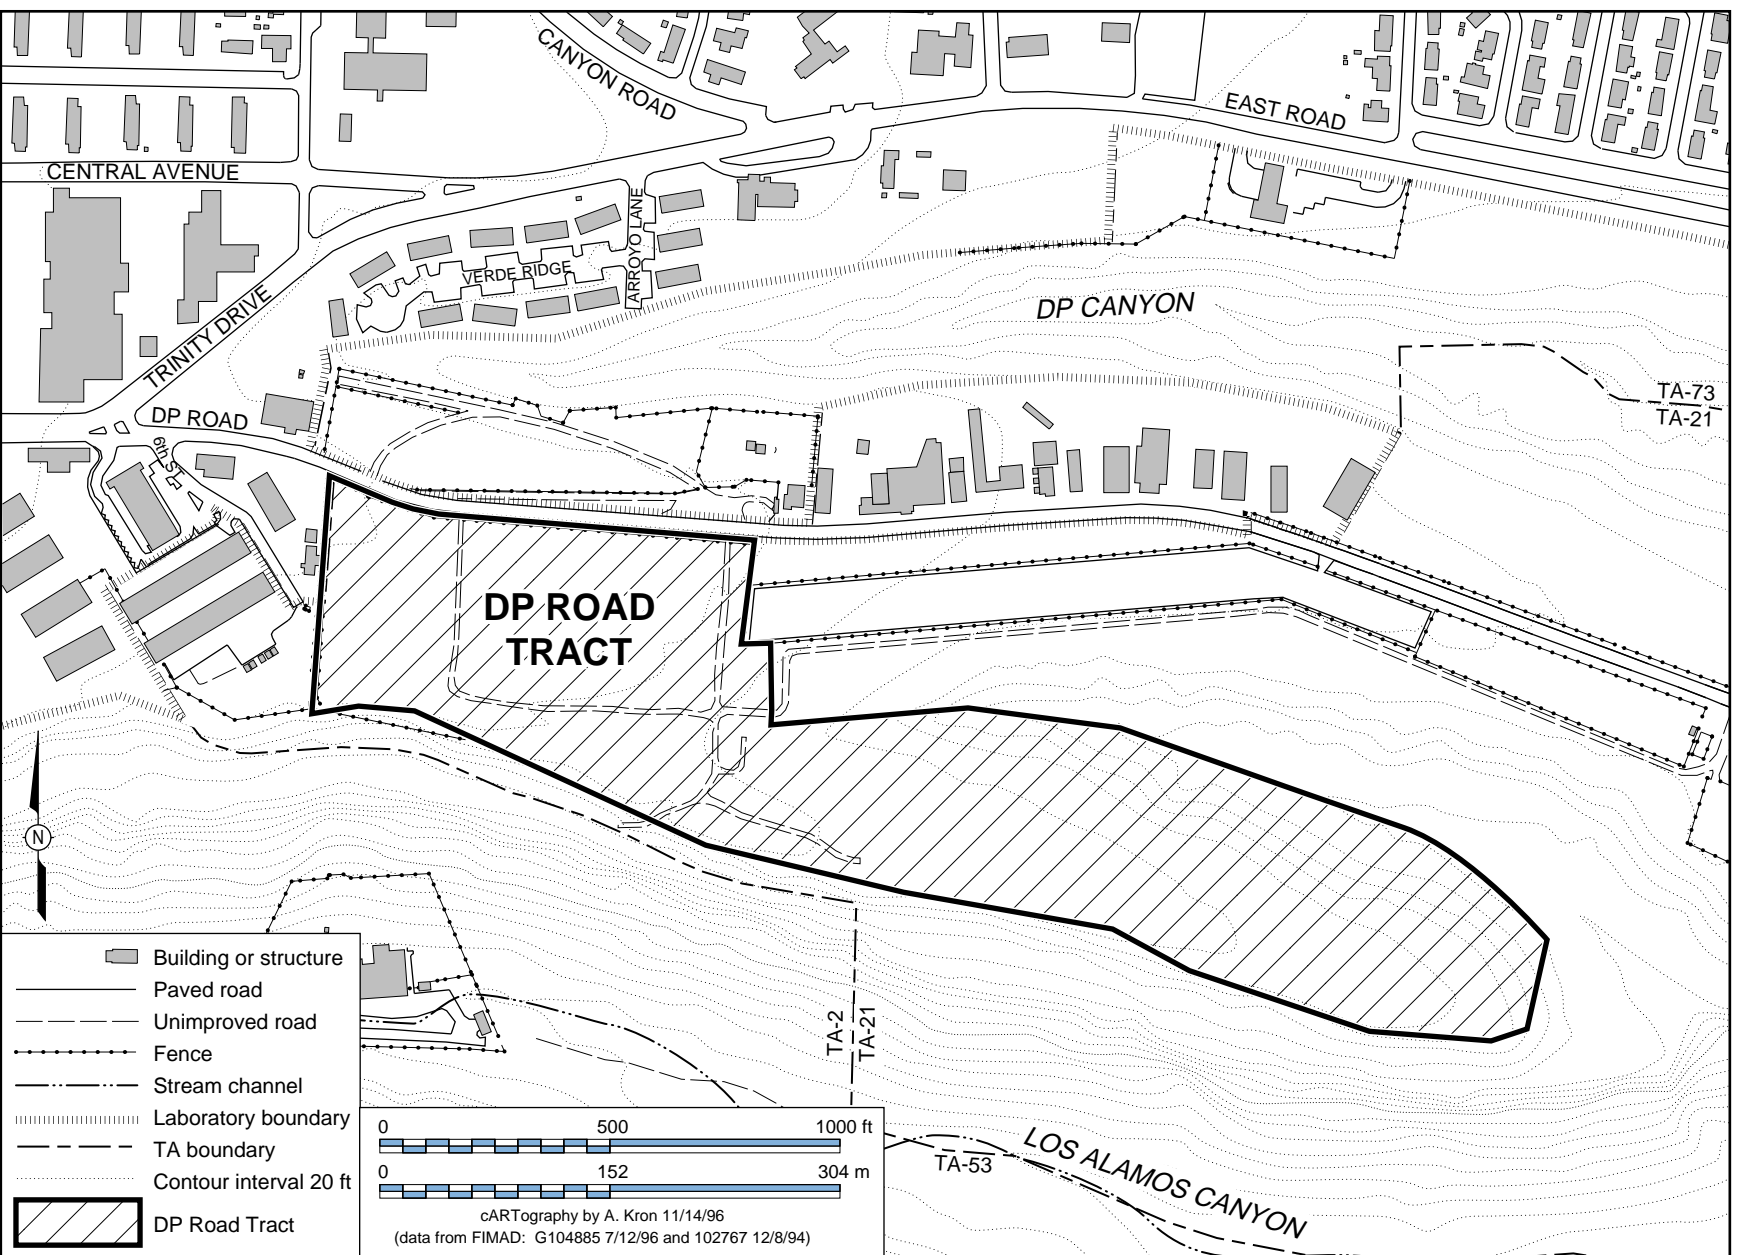 CANYON ROAD
EAST ROAD
CENTRAL AVENUE
ARROYO LANE
VERDE RIDGE
DP CANYON
TRINITY DRIVE
TA-73
TA-21
DP ROAD
6th ST.
DP ROAD
TRACT
N
TA-2
TA-21
TA-53
LOS ALAMOS CANYON
Building or structure
Paved road
Unimproved road
Fence
Stream channel
Laboratory boundary
TA boundary
Contour interval 20 ft
DP Road Tract
0 500 1000 ft
0 152 304 m
cARTography by A. Kron 11/14/96
(data from FIMAD: G104885 7/12/96 and 102767 12/8/94)